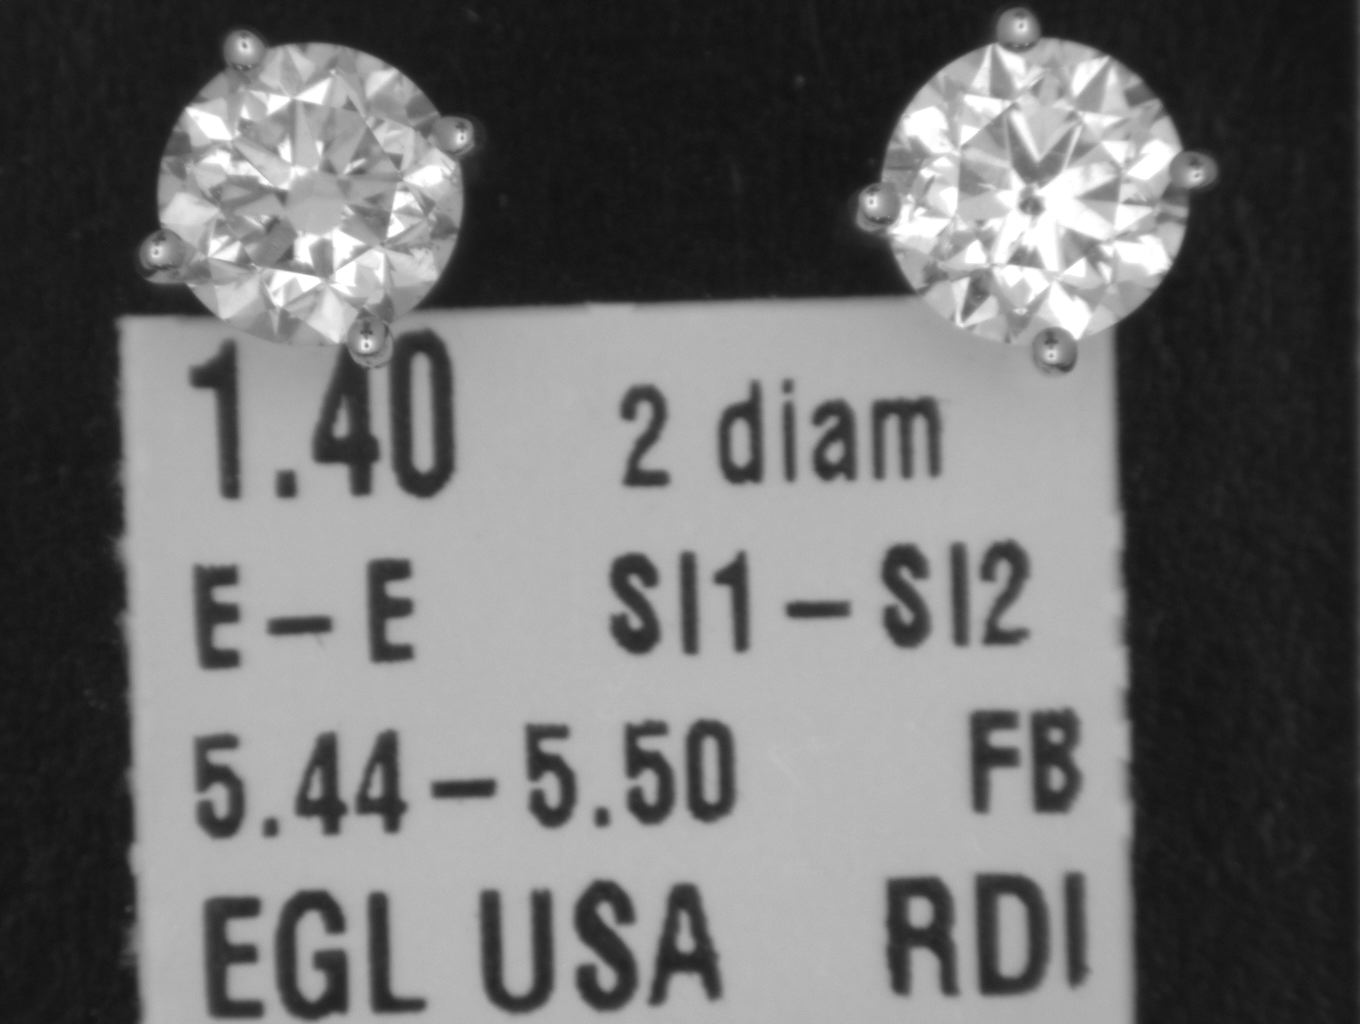 1.40 2 diam
E-E SI1-SI2
5.44-5.50 FB
EGL USA RDI